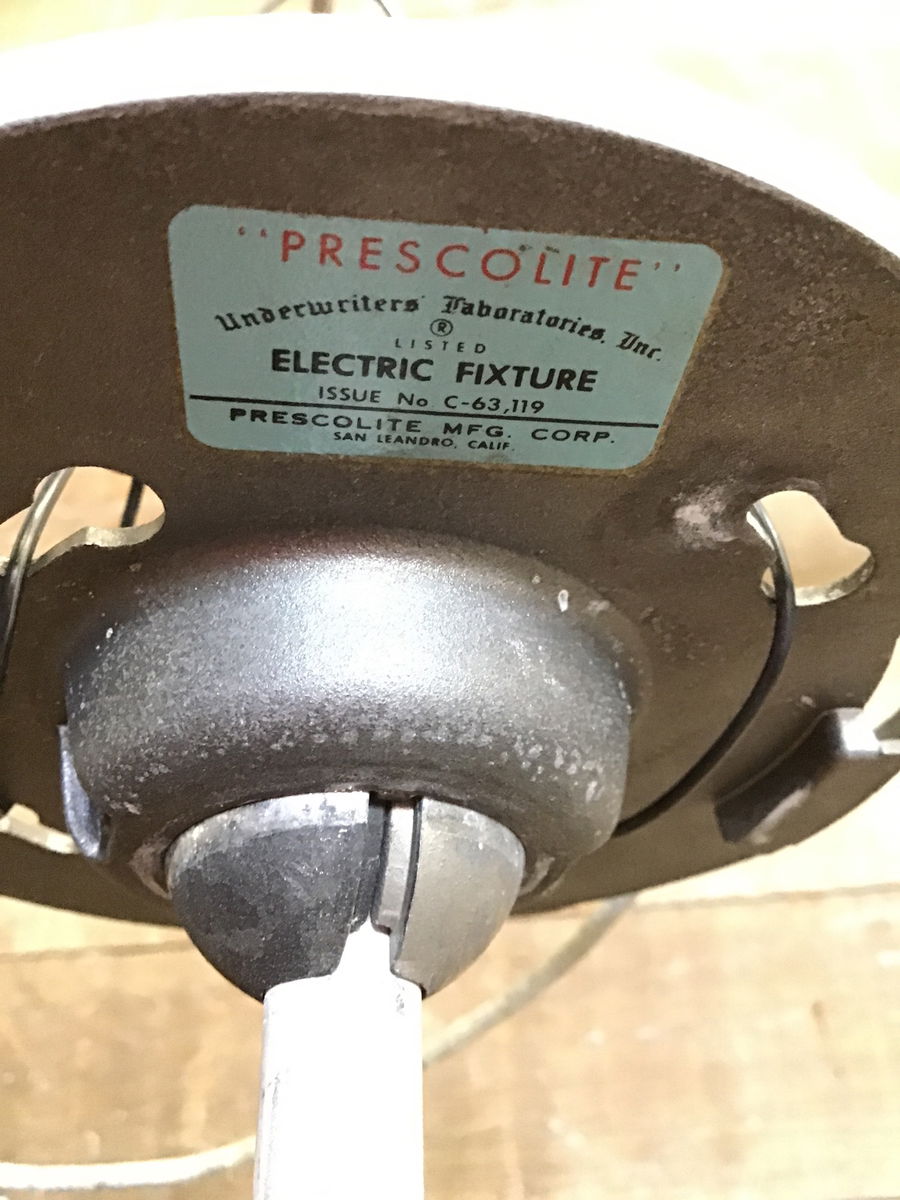 "PRESCOLITE"
Underwriters' Laboratories, Inc.
®
LISTED
ELECTRIC FIXTURE
ISSUE No C-63,119
PRESCOLITE MFG. CORP.
SAN LEANDRO, CALIF.